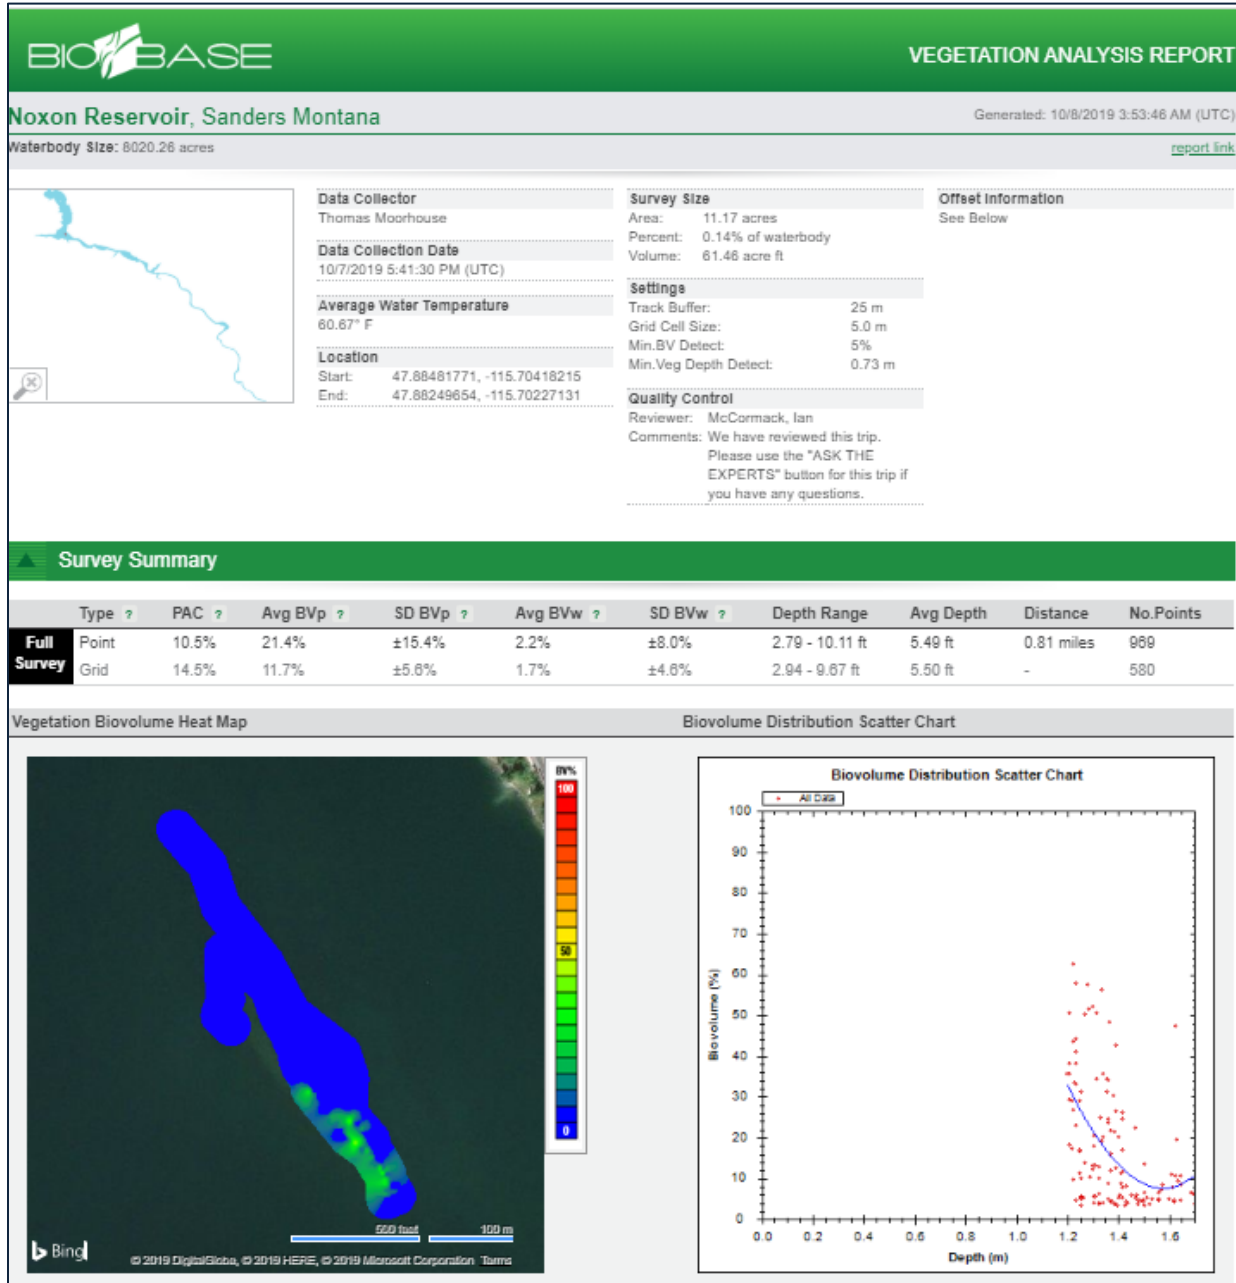 BIOBASE
VEGETATION ANALYSIS REPORT
Noxon Reservoir, Sanders Montana
Generated: 10/8/2019 3:53:46 AM (UTC)
Waterbody Size: 8020.26 acres
report link
Data Collector
Thomas Moorhouse
Data Collection Date
10/7/2019 5:41:30 PM (UTC)
Average Water Temperature
60.67° F
Location
Start: 47.88481771, -115.70418215
End: 47.88249654, -115.70227131
Survey Size
Area: 11.17 acres
Percent: 0.14% of waterbody
Volume: 61.46 acre ft
Settings
Track Buffer: 25 m
Grid Cell Size: 5.0 m
Min.BV Detect: 5%
Min.Veg Depth Detect: 0.73 m
Quality Control
Reviewer: McCormack, Ian
Comments: We have reviewed this trip.
Please use the "ASK THE
EXPERTS" button for this trip if
you have any questions.
Offset Information
See Below
Survey Summary
Type ? PAC ? Avg BVp ? SD BVp ? Avg BVw ? SD BVw ? Depth Range Avg Depth Distance No.Points
Full Survey
Point 10.5% 21.4% ±15.4% 2.2% ±8.0% 2.79 - 10.11 ft 5.49 ft 0.81 miles 969
Grid 14.5% 11.7% ±5.6% 1.7% ±4.6% 2.94 - 9.67 ft 5.50 ft - 580
Vegetation Biovolume Heat Map
BV%
100
50
0
500 feet 100 m
Bing
© 2019 DigitalGlobe, © 2019 HERE, © 2019 Microsoft Corporation Terms
Biovolume Distribution Scatter Chart
Biovolume Distribution Scatter Chart
All Data
100
90
80
70
60
50
40
30
20
10
0
Biovolume (%)
0.0 0.2 0.4 0.6 0.8 1.0 1.2 1.4 1.6
Depth (m)